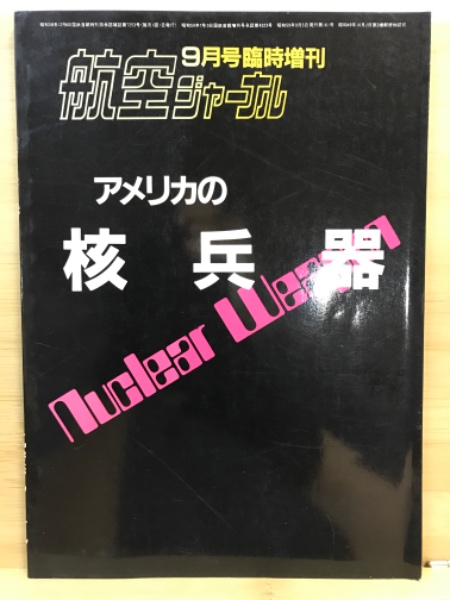 9月号臨時増刊
航空ジャーナル
アメリカの
核兵器
Nuclear Weapon